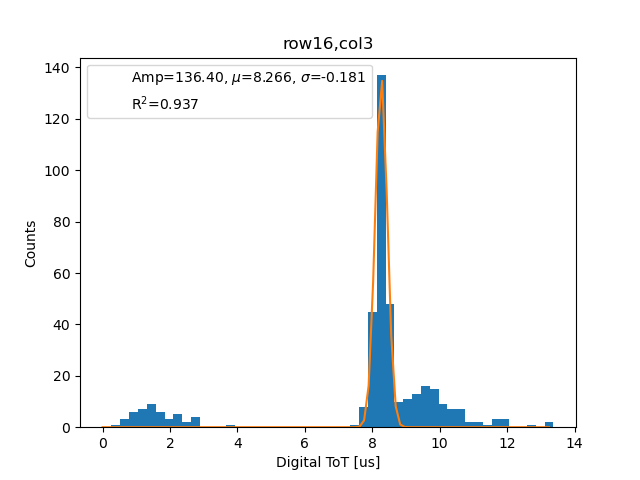 row16,col3
Amp=136.40, μ=8.266, σ=-0.181
R²=0.937
Counts
140
120
100
80
60
40
20
0
0 2 4 6 8 10 12 14
Digital ToT [us]